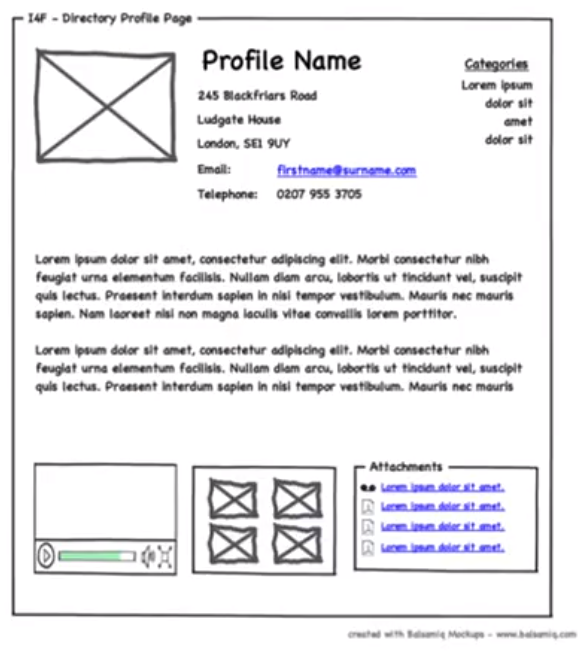 I4F - Directory Profile Page
Profile Name
245 Blackfriars Road
Ludgate House
London, SE1 9UY
Email: firstname@surname.com
Telephone: 0207 955 3705
Categories
Lorem ipsum
dolor sit
amet
dolor sit
Lorem ipsum dolor sit amet, consectetur adipiscing elit. Morbi consectetur nibh
feugiat urna elementum facilisis. Nullam diam arcu, lobortis ut tincidunt vel, suscipit
quis lectus. Praesent interdum sapien in nisi tempor vestibulum. Mauris nec mauris
sapien. Nam laoreet nisi non magna iaculis vitae convallis lorem porttitor.
Lorem ipsum dolor sit amet, consectetur adipiscing elit. Morbi consectetur nibh
feugiat urna elementum facilisis. Nullam diam arcu, lobortis ut tincidunt vel, suscipit
quis lectus. Praesent interdum sapien in nisi tempor vestibulum. Mauris nec mauris
Attachments
Lorem ipsum dolor sit amet.
Lorem ipsum dolor sit amet.
Lorem ipsum dolor sit amet.
Lorem ipsum dolor sit amet.
created with Balsamiq Mockups - www.balsamiq.com